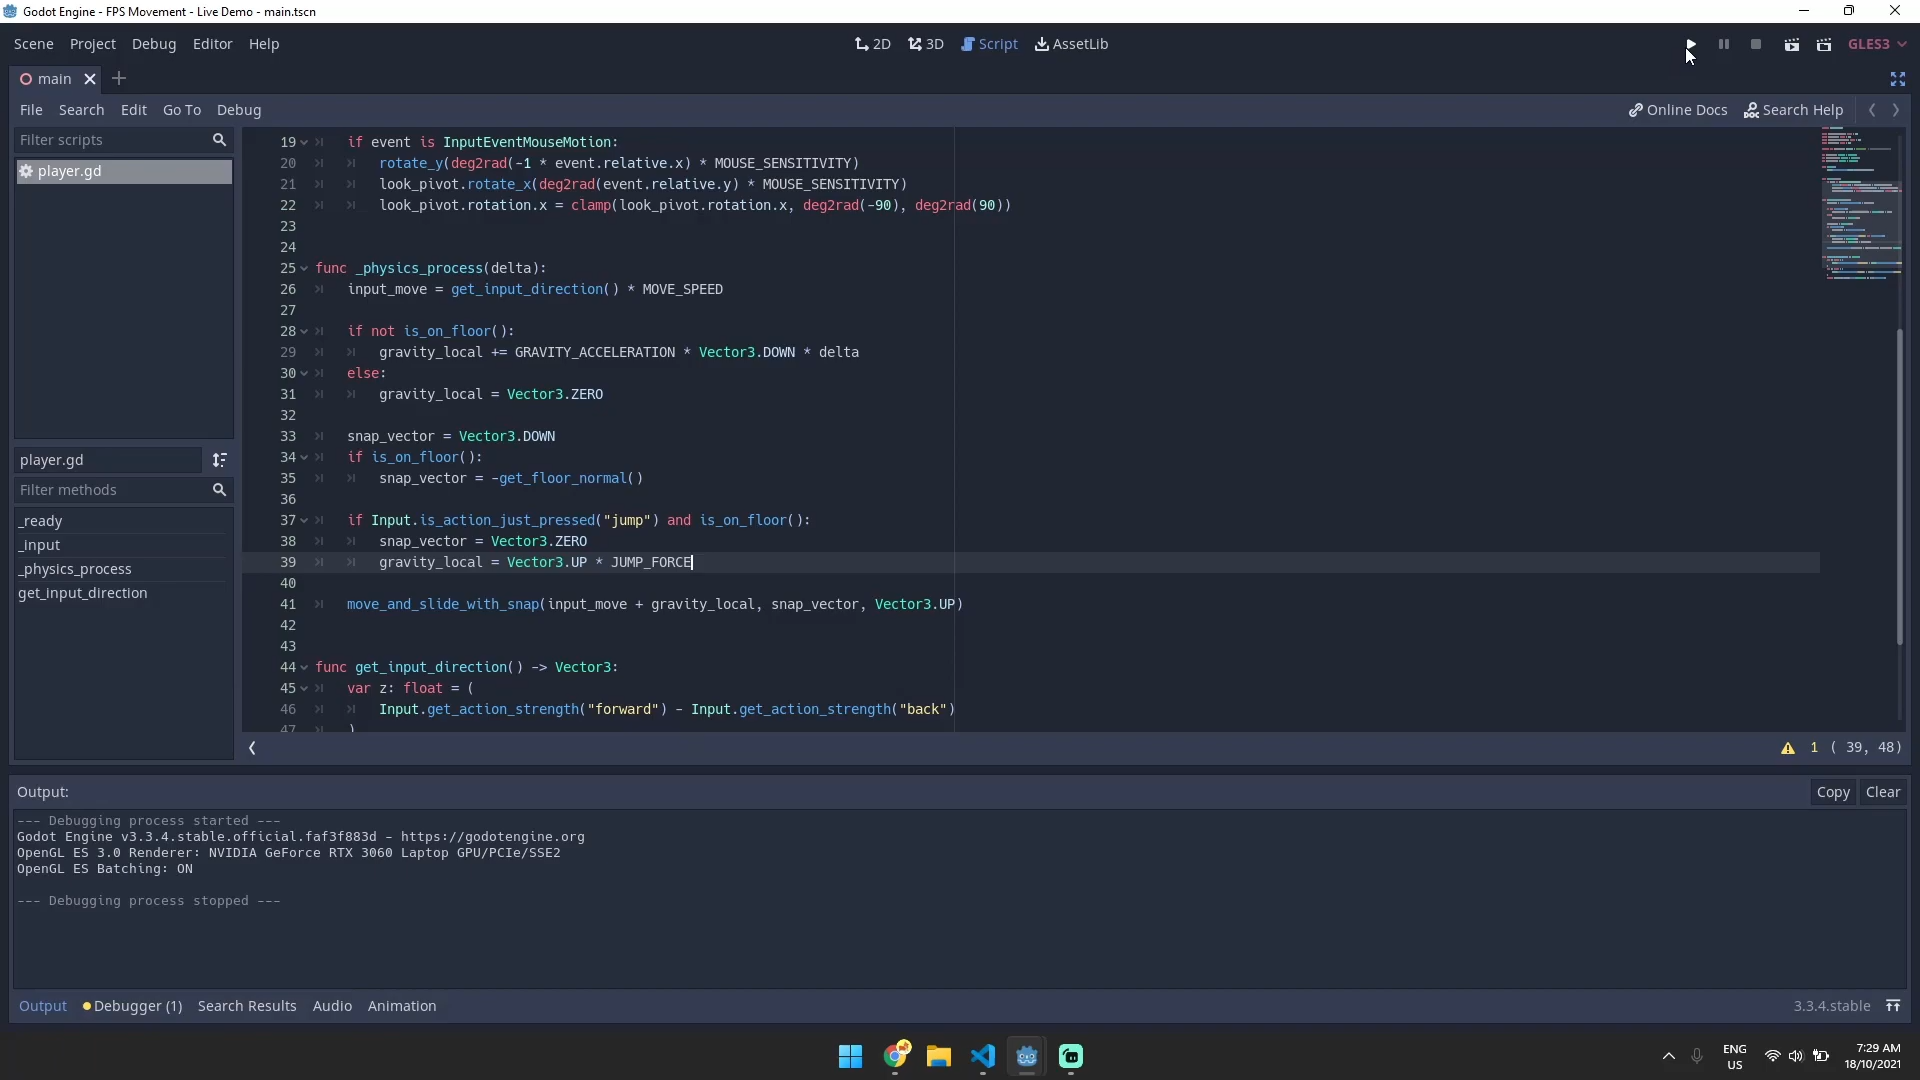 Godot Engine - FPS Movement - Live Demo - main.tscn
Scene Project Debug Editor Help 2D 3D Script AssetLib GLES3
main
File Search Edit Go To Debug Online Docs Search Help
Filter scripts
player.gd
player.gd
Filter methods
_ready
_input
_physics_process
get_input_direction
19 if event is InputEventMouseMotion:
20 rotate_y(deg2rad(-1 * event.relative.x) * MOUSE_SENSITIVITY)
21 look_pivot.rotate_x(deg2rad(event.relative.y) * MOUSE_SENSITIVITY)
22 look_pivot.rotation.x = clamp(look_pivot.rotation.x, deg2rad(-90), deg2rad(90))
23
24
25 func _physics_process(delta):
26 input_move = get_input_direction() * MOVE_SPEED
27
28 if not is_on_floor():
29 gravity_local += GRAVITY_ACCELERATION * Vector3.DOWN * delta
30 else:
31 gravity_local = Vector3.ZERO
32
33 snap_vector = Vector3.DOWN
34 if is_on_floor():
35 snap_vector = -get_floor_normal()
36
37 if Input.is_action_just_pressed("jump") and is_on_floor():
38 snap_vector = Vector3.ZERO
39 gravity_local = Vector3.UP * JUMP_FORCE
40
41 move_and_slide_with_snap(input_move + gravity_local, snap_vector, Vector3.UP)
42
43
44 func get_input_direction() -> Vector3:
45 var z: float = (
46 Input.get_action_strength("forward") - Input.get_action_strength("back")
47 )
1 ( 39, 48)
Output: Copy Clear
--- Debugging process started ---
Godot Engine v3.3.4.stable.official.faf3f883d - https://godotengine.org
OpenGL ES 3.0 Renderer: NVIDIA GeForce RTX 3060 Laptop GPU/PCIe/SSE2
OpenGL ES Batching: ON
--- Debugging process stopped ---
Output Debugger (1) Search Results Audio Animation 3.3.4.stable
ENG
US
7:29 AM
18/10/2021